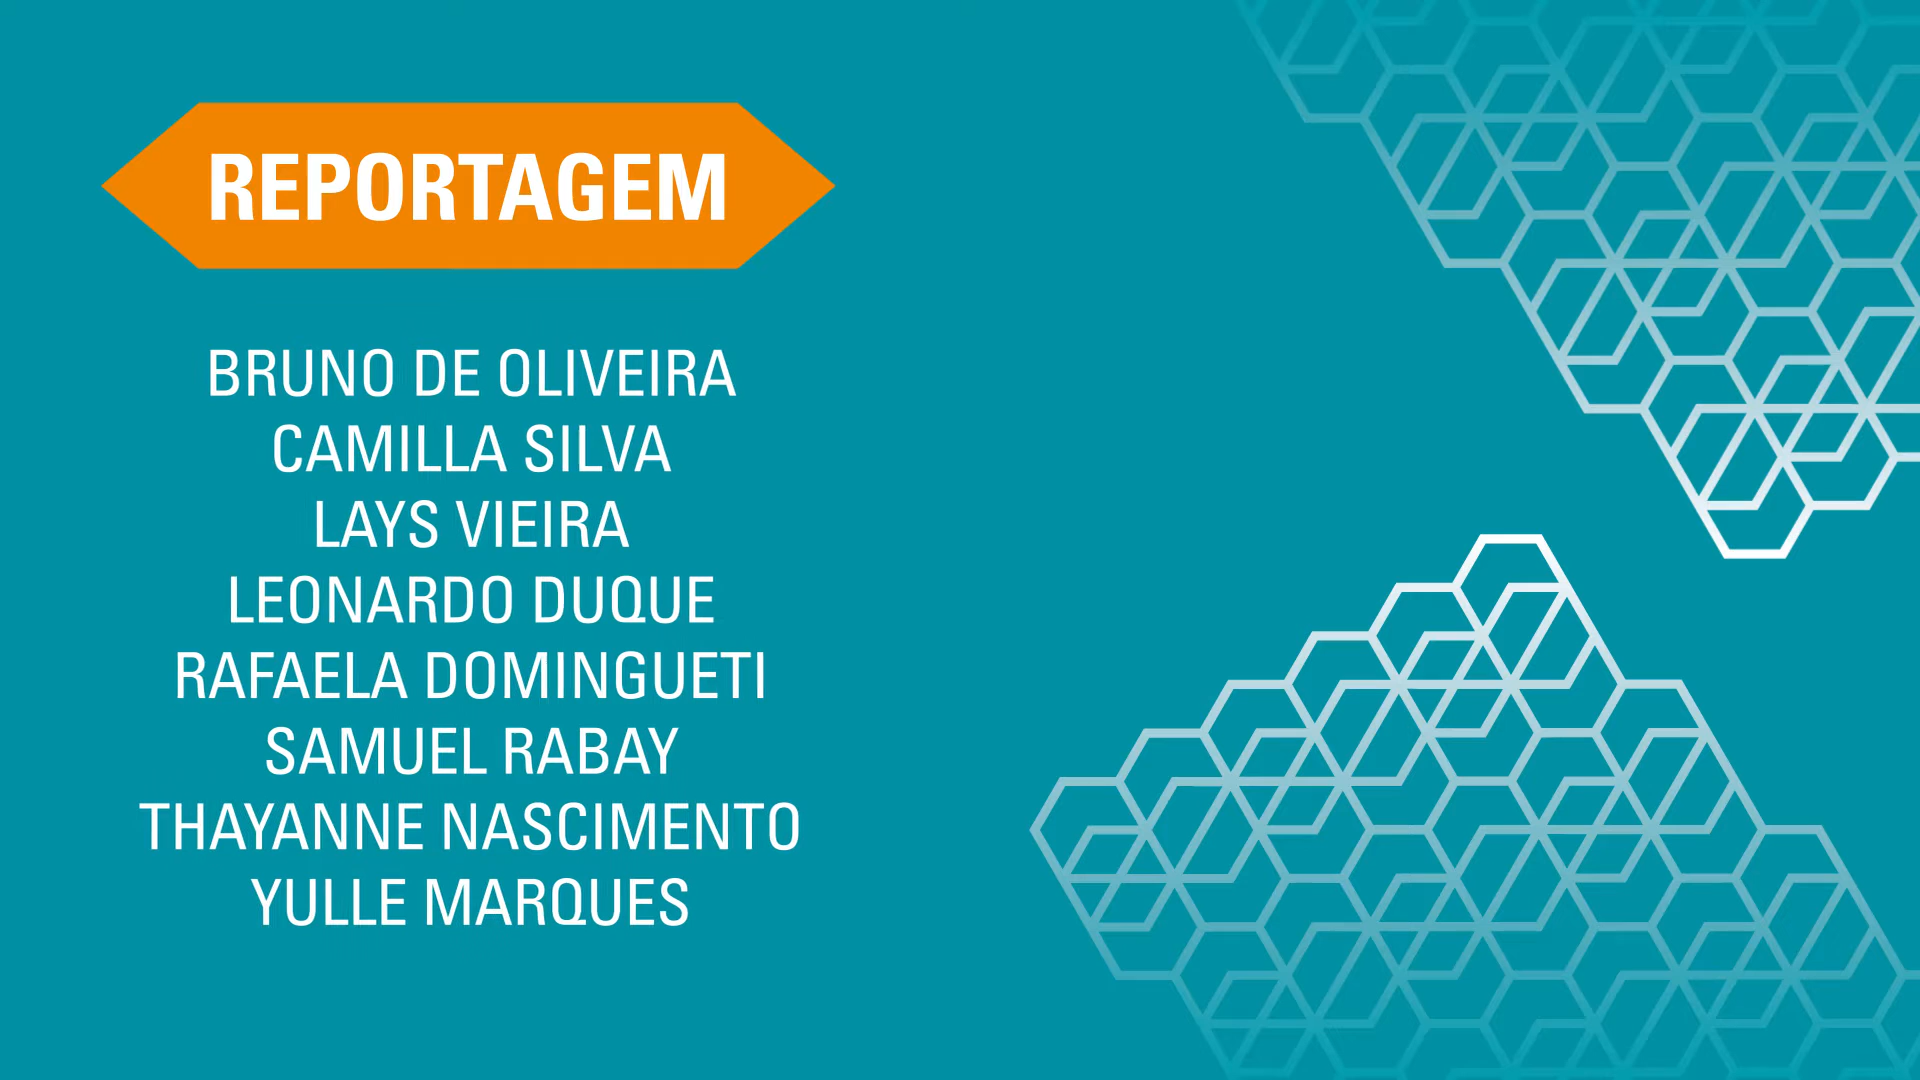 REPORTAGEM
BRUNO DE OLIVEIRA
CAMILLA SILVA
LAYS VIEIRA
LEONARDO DUQUE
RAFAELA DOMINGUETI
SAMUEL RABAY
THAYANNE NASCIMENTO
YULLE MARQUES